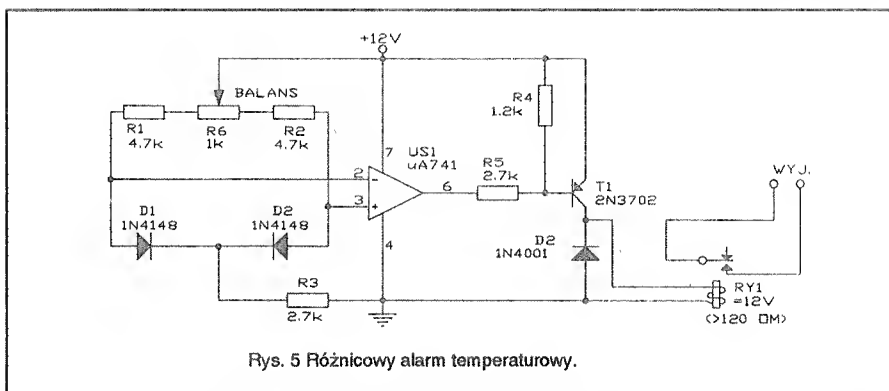 +12V
BALANS
R1
4.7k
R6
1k
R2
4.7k
R4
1.2k
7
US1
uA741
2
-
3
+
6
4
R5
2.7k
T1
2N3702
WYJ.
D1
1N4148
D2
1N4148
D2
1N4001
R3
2.7k
RY1
=12V
(>120 OM)
Rys. 5 Różnicowy alarm temperaturowy.